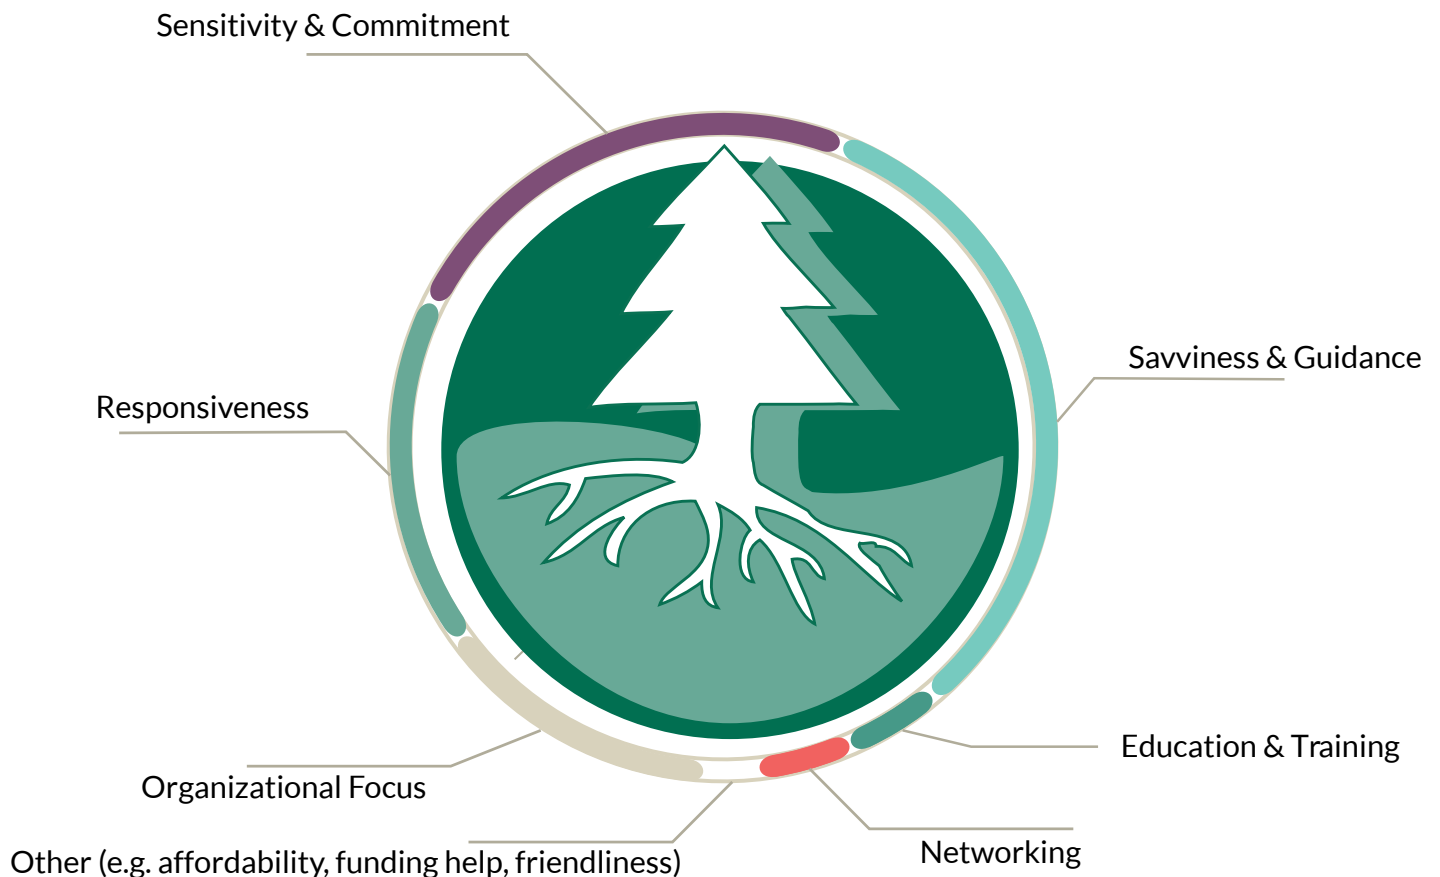 Sensitivity & Commitment
Savviness & Guidance
Responsiveness
Education & Training
Organizational Focus
Networking
Other (e.g. affordability, funding help, friendliness)